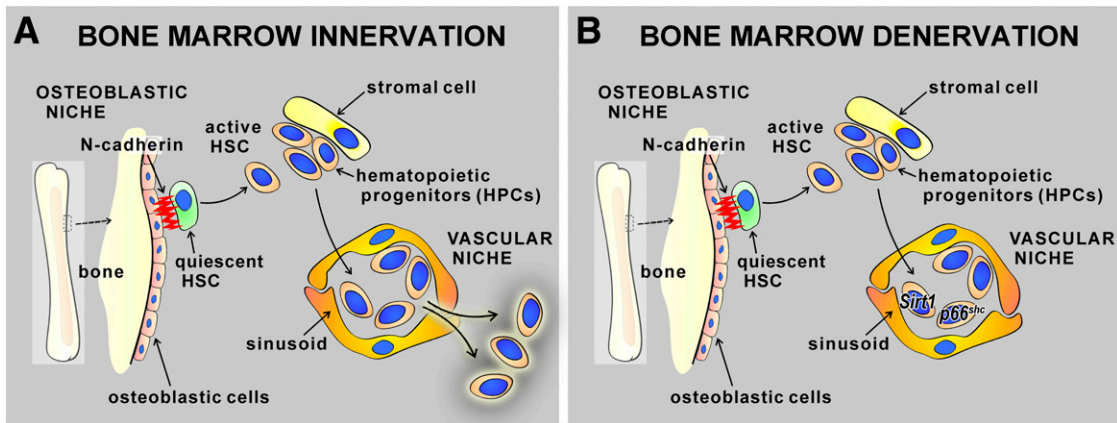 A BONE MARROW INNERVATION
OSTEOBLASTIC
NICHE
N-cadherin
active
HSC
stromal cell
hematopoietic
progenitors (HPCs)
bone
quiescent
HSC
VASCULAR
NICHE
sinusoid
osteoblastic cells
B BONE MARROW DENERVATION
OSTEOBLASTIC
NICHE
N-cadherin
active
HSC
stromal cell
hematopoietic
progenitors (HPCs)
bone
quiescent
HSC
VASCULAR
NICHE
Sirt1
p66shc
sinusoid
osteoblastic cells